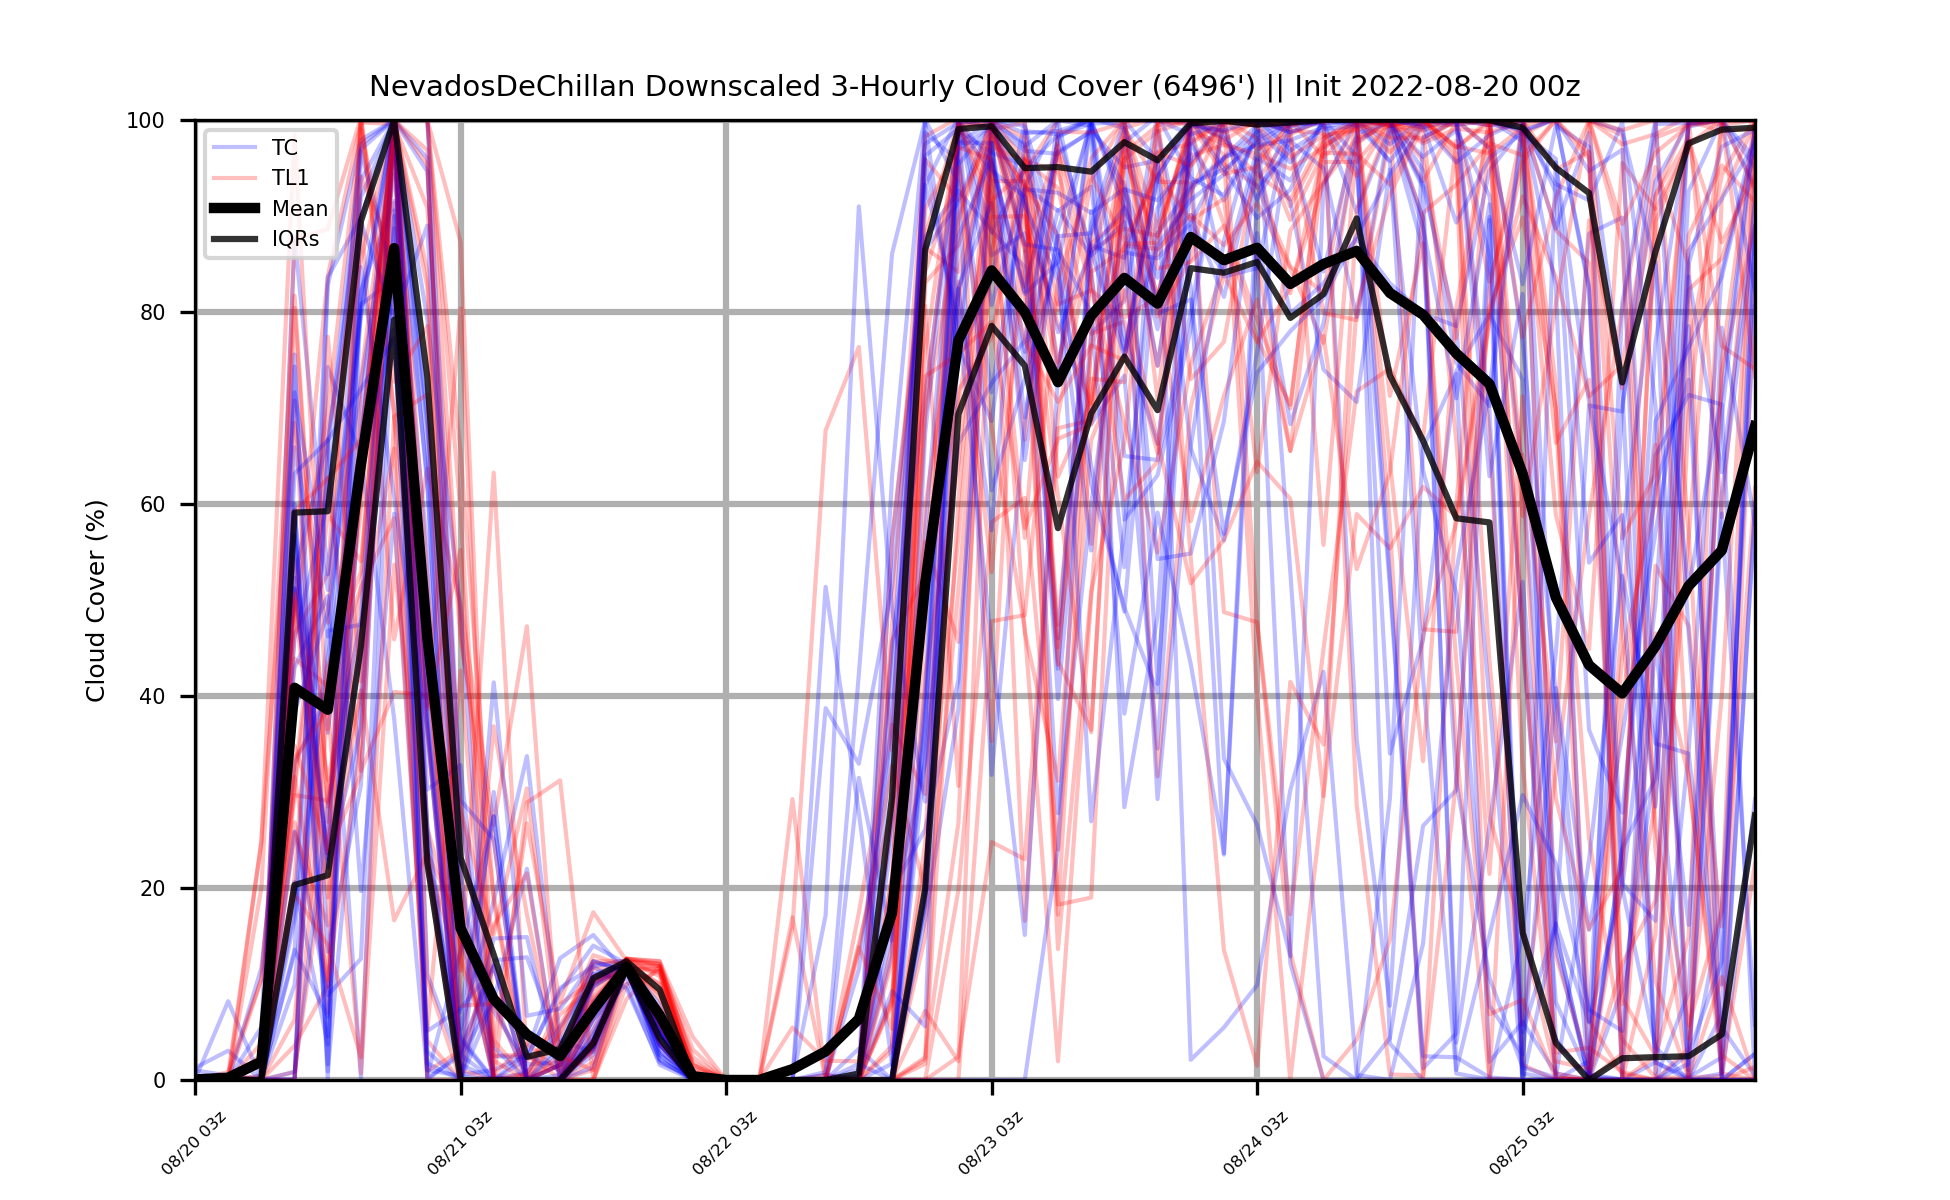 NevadosDeChillan Downscaled 3-Hourly Cloud Cover (6496') || Init 2022-08-20 00z
TC
TL1
Mean
IQRs
Cloud Cover (%)
100
80
60
40
20
0
08/20 03z
08/21 03z
08/22 03z
08/23 03z
08/24 03z
08/25 03z